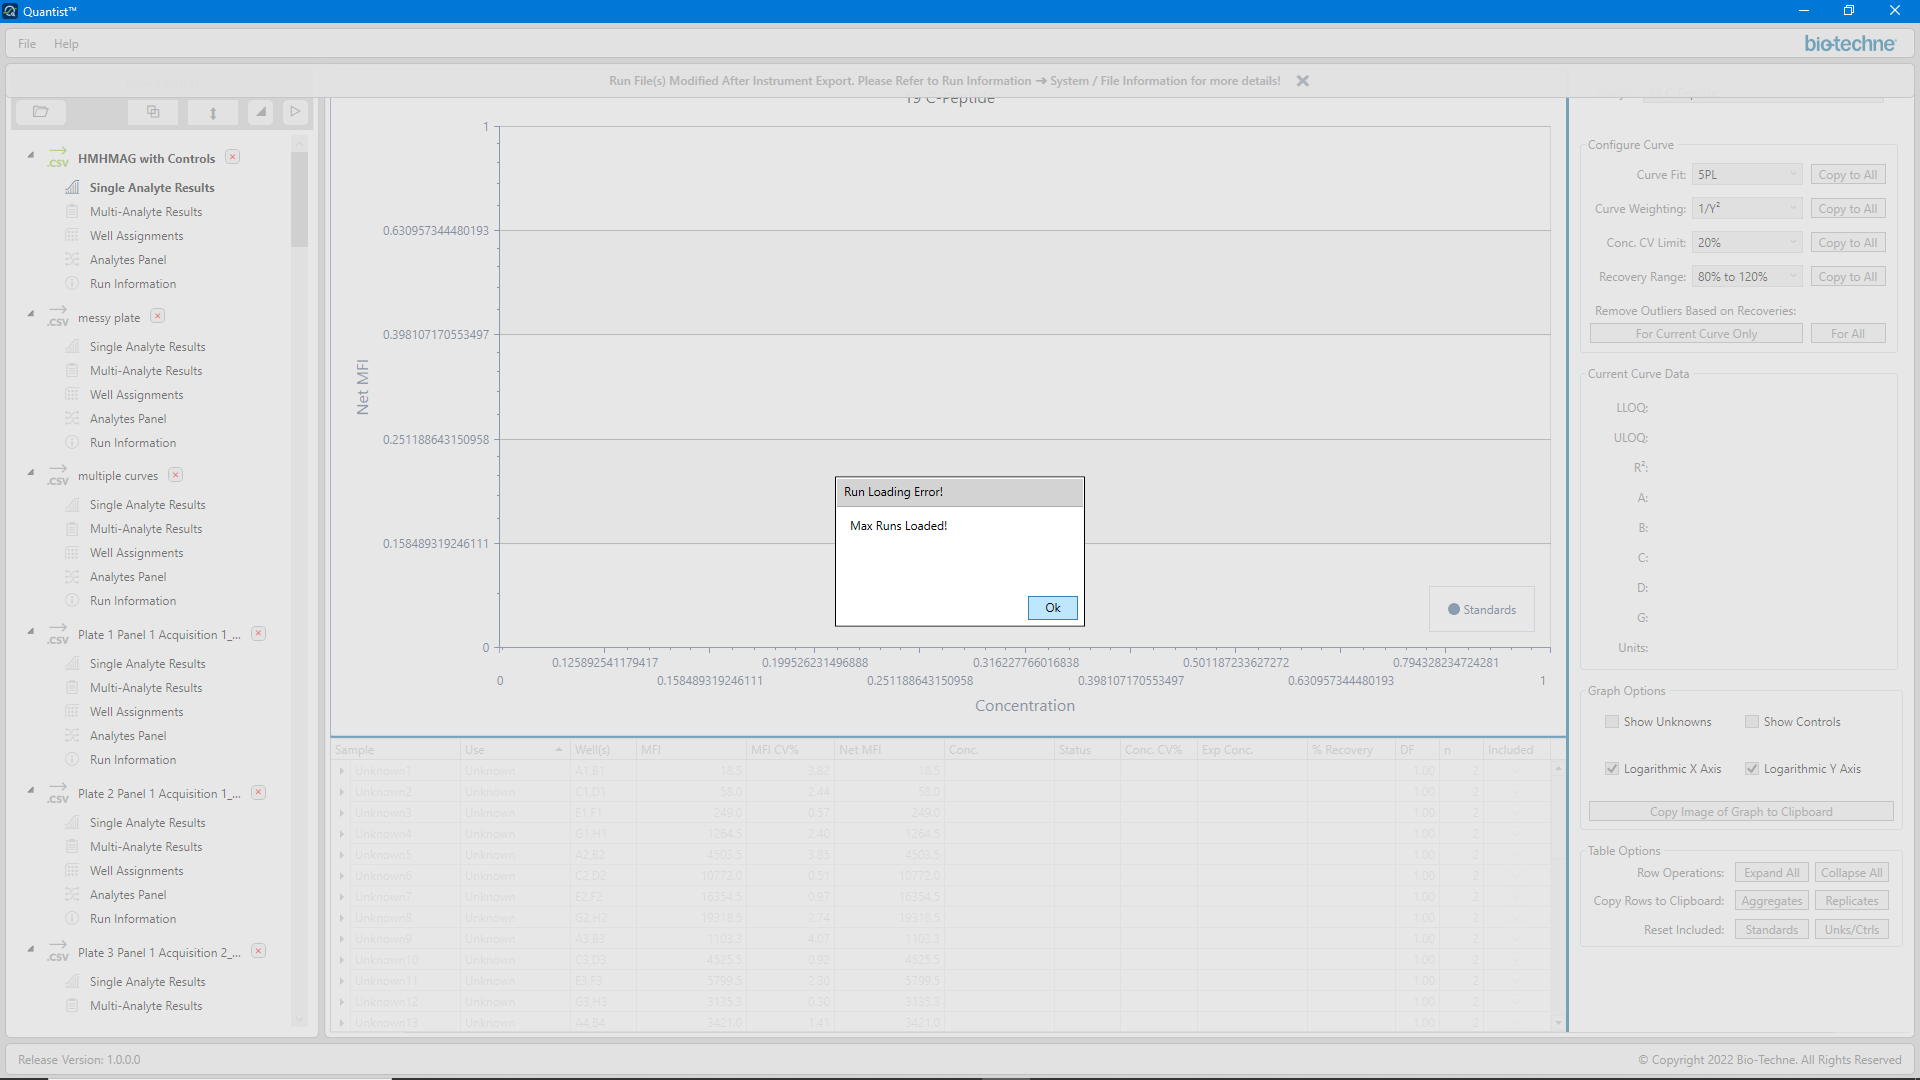 Quantist™
File Help
bio-techne
Run File(s) Modified After Instrument Export. Please Refer to Run Information ➔ System / File Information for more details!
19 C-Peptide
HMHMAG with Controls
Single Analyte Results
Multi-Analyte Results
Well Assignments
Analytes Panel
Run Information
messy plate
Single Analyte Results
Multi-Analyte Results
Well Assignments
Analytes Panel
Run Information
multiple curves
Single Analyte Results
Multi-Analyte Results
Well Assignments
Analytes Panel
Run Information
Plate 1 Panel 1 Acquisition 1_...
Single Analyte Results
Multi-Analyte Results
Well Assignments
Analytes Panel
Run Information
Plate 2 Panel 1 Acquisition 1_...
Single Analyte Results
Multi-Analyte Results
Well Assignments
Analytes Panel
Run Information
Plate 3 Panel 1 Acquisition 2_...
Single Analyte Results
Multi-Analyte Results
.CSV
.CSV
.CSV
.CSV
.CSV
.CSV
Net MFI
1
0.630957344480193
0.398107170553497
0.251188643150958
0.158489319246111
0
0.125892541179417 0.199526231496888 0.316227766016838 0.501187233627272 0.794328234724281
0 0.158489319246111 0.251188643150958 0.398107170553497 0.630957344480193 1
Concentration
Standards
Run Loading Error!
Max Runs Loaded!
Ok
Sample Use Well(s) MFI MFI CV% Net MFI Conc. Status Conc. CV% Exp Conc. % Recovery DF n Included
Unknown1 Unknown A1,B1 18.5 3.82 18.5 1.00 2 -
Unknown2 Unknown C1,D1 58.0 2.44 58.0 1.00 2 -
Unknown3 Unknown E1,F1 249.0 0.57 249.0 1.00 2 -
Unknown4 Unknown G1,H1 1264.5 2.40 1264.5 1.00 2 -
Unknown5 Unknown A2,B2 4503.5 3.85 4503.5 1.00 2 -
Unknown6 Unknown C2,D2 10772.0 0.51 10772.0 1.00 2 -
Unknown7 Unknown E2,F2 16354.5 0.97 16354.5 1.00 2 -
Unknown8 Unknown G2,H2 19318.5 2.74 19318.5 1.00 2 -
Unknown9 Unknown A3,B3 1103.3 4.07 1103.3 1.00 2 -
Unknown10 Unknown C3,D3 4525.5 0.92 4525.5 1.00 2 -
Unknown11 Unknown E3,F3 5799.5 2.30 5799.5 1.00 2 -
Unknown12 Unknown G3,H3 3135.3 0.30 3135.3 1.00 2 -
Unknown13 Unknown A4,B4 3421.0 1.41 3421.0 1.00 2 -
Configure Curve
Curve Fit: 5PL Copy to All
Curve Weighting: 1/Y² Copy to All
Conc. CV Limit: 20% Copy to All
Recovery Range: 80% to 120% Copy to All
Remove Outliers Based on Recoveries:
For Current Curve Only For All
Current Curve Data
LLOQ:
ULOQ:
R²:
A:
B:
C:
D:
G:
Units:
Graph Options
Show Unknowns Show Controls
Logarithmic X Axis Logarithmic Y Axis
Copy Image of Graph to Clipboard
Table Options
Row Operations: Expand All Collapse All
Copy Rows to Clipboard: Aggregates Replicates
Reset Included: Standards Unks/Ctrls
Release Version: 1.0.0.0
© Copyright 2022 Bio-Techne. All Rights Reserved